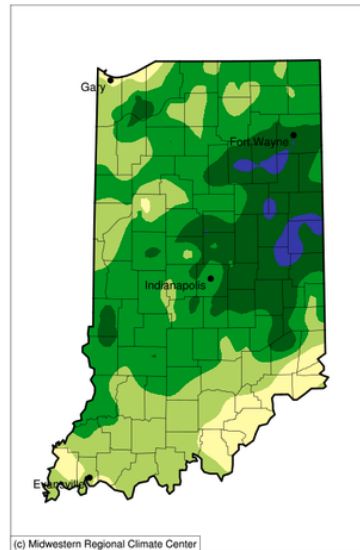 Gary
Fort Wayne
Indianapolis
Evansville
(c) Midwestern Regional Climate Center